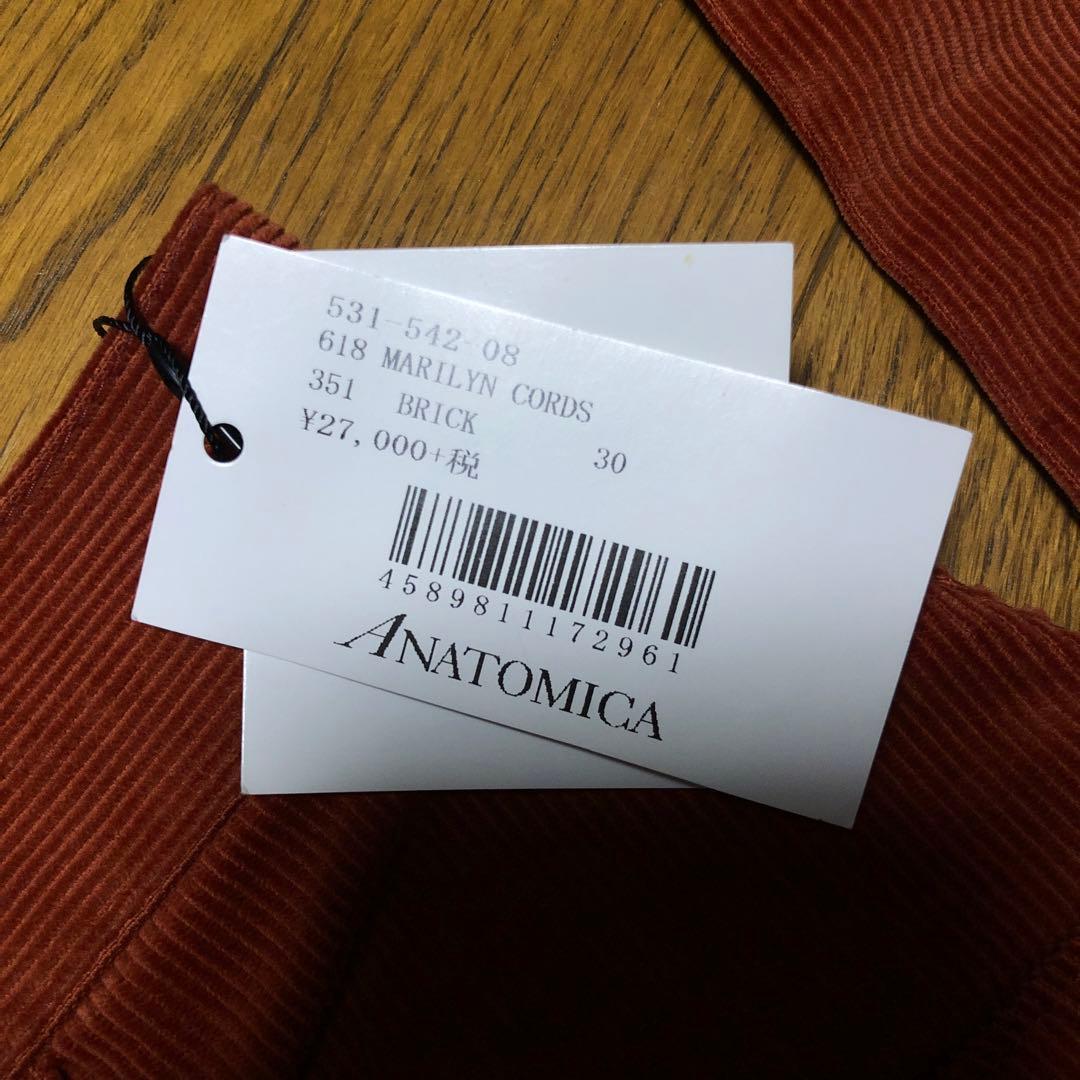 531-542-08
618 MARILYN CORDS
351 BRICK 30
¥27,000+税
4589811172961
ANATOMICA